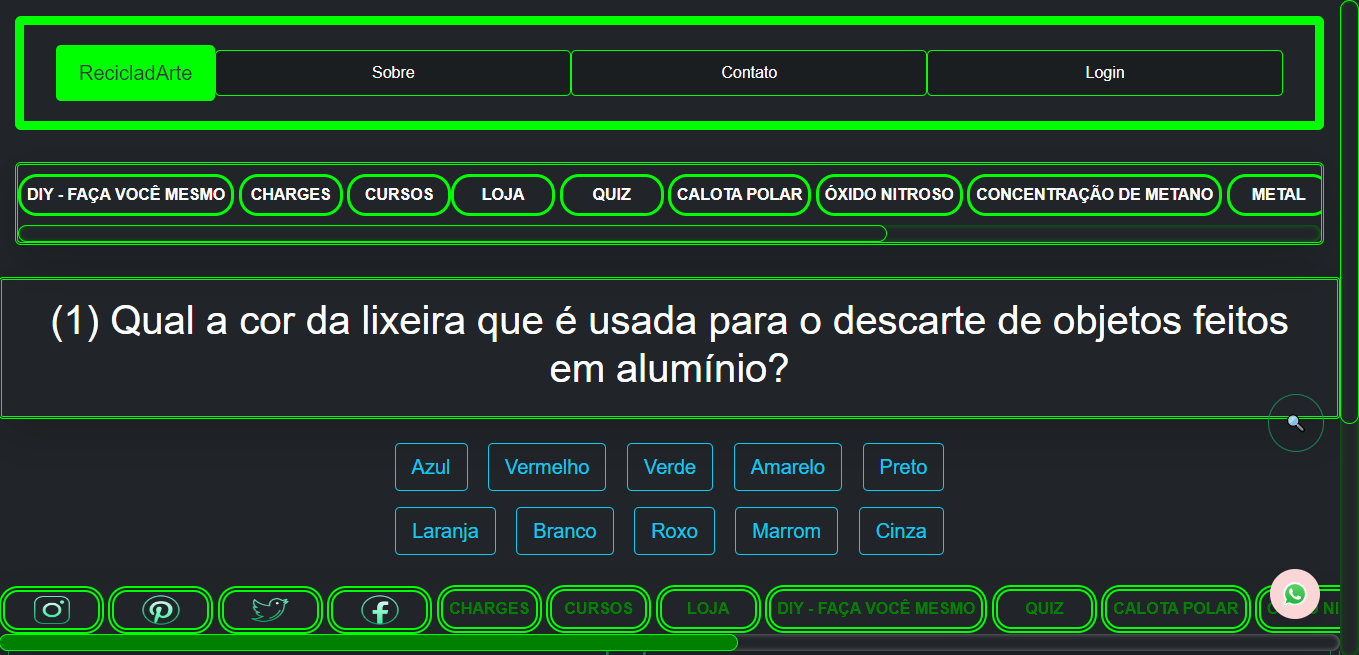 RecicladArte Sobre Contato Login
DIY - FAÇA VOCÊ MESMO CHARGES CURSOS LOJA QUIZ CALOTA POLAR ÓXIDO NITROSO CONCENTRAÇÃO DE METANO METAL
(1) Qual a cor da lixeira que é usada para o descarte de objetos feitos
em alumínio?
Azul Vermelho Verde Amarelo Preto
Laranja Branco Roxo Marrom Cinza
CHARGES CURSOS LOJA DIY - FAÇA VOCÊ MESMO QUIZ CALOTA POLAR